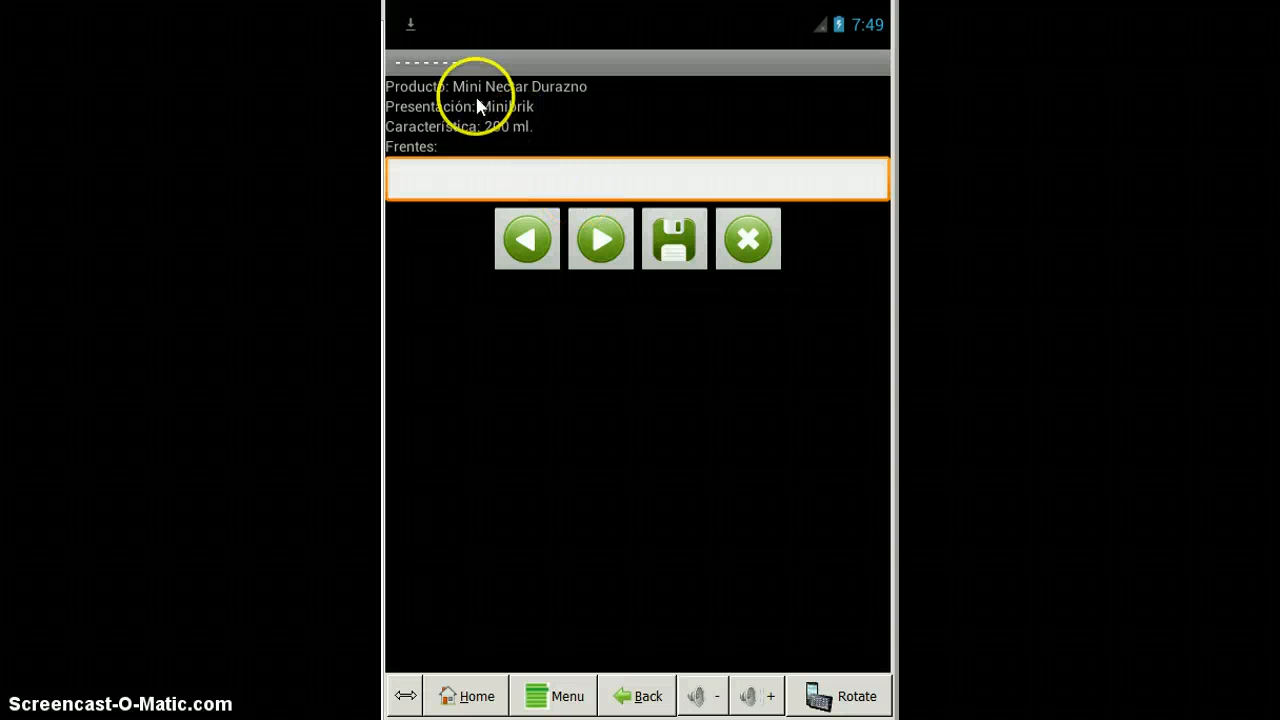 7:49
---------
Producto: Mini Nectar Durazno
Presentación: Minibrik
Característica: 200 ml.
Frentes:
Home Menu Back - + Rotate
Screencast-O-Matic.com